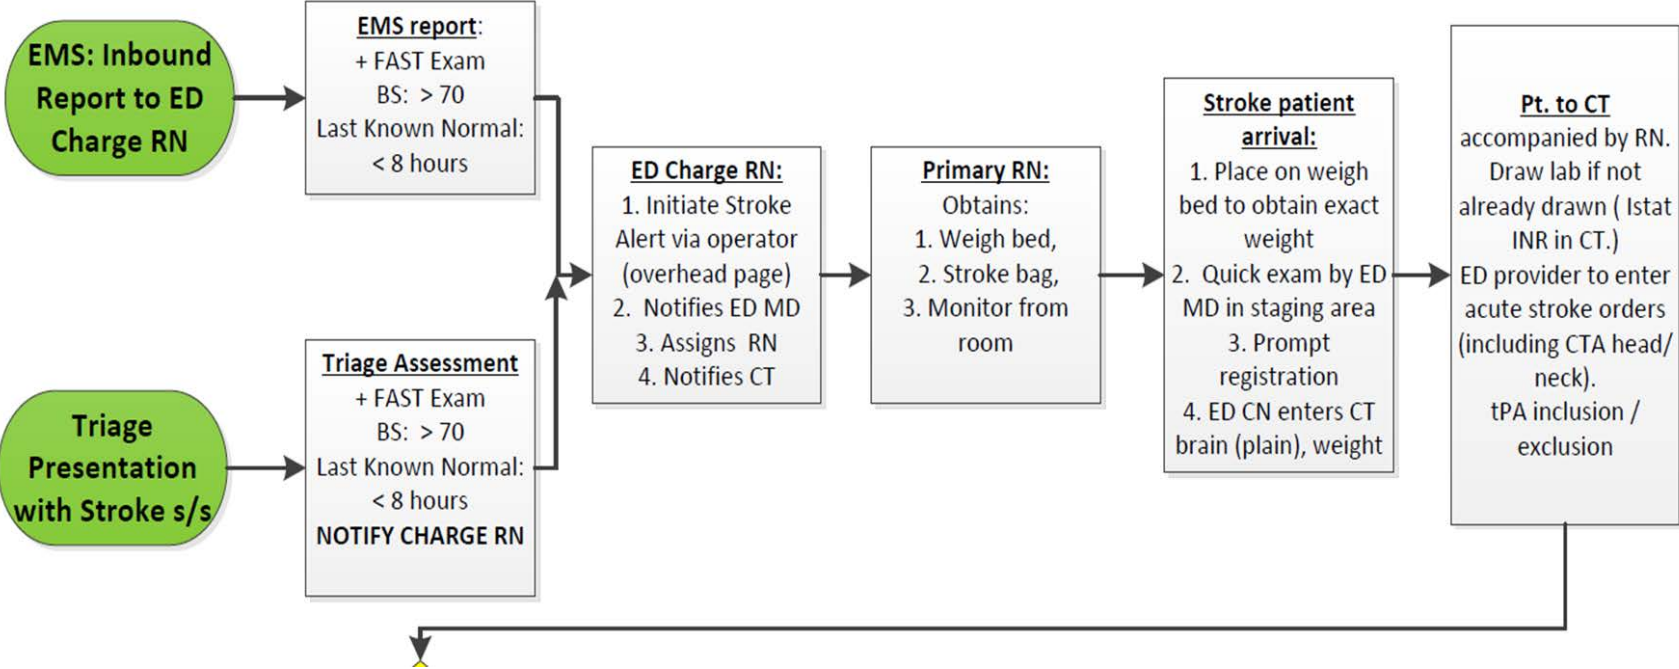 EMS: Inbound
Report to ED
Charge RN
EMS report:
+ FAST Exam
BS: > 70
Last Known Normal:
< 8 hours
Triage
Presentation
with Stroke s/s
Triage Assessment
+ FAST Exam
BS: > 70
Last Known Normal:
< 8 hours
NOTIFY CHARGE RN
ED Charge RN:
1. Initiate Stroke
Alert via operator
(overhead page)
2. Notifies ED MD
3. Assigns RN
4. Notifies CT
Primary RN:
Obtains:
1. Weigh bed,
2. Stroke bag,
3. Monitor from
room
Stroke patient
arrival:
1. Place on weigh
bed to obtain exact
weight
2. Quick exam by ED
MD in staging area
3. Prompt
registration
4. ED CN enters CT
brain (plain), weight
Pt. to CT
accompanied by RN.
Draw lab if not
already drawn ( Istat
INR in CT.)
ED provider to enter
acute stroke orders
(including CTA head/
neck).
tPA inclusion /
exclusion